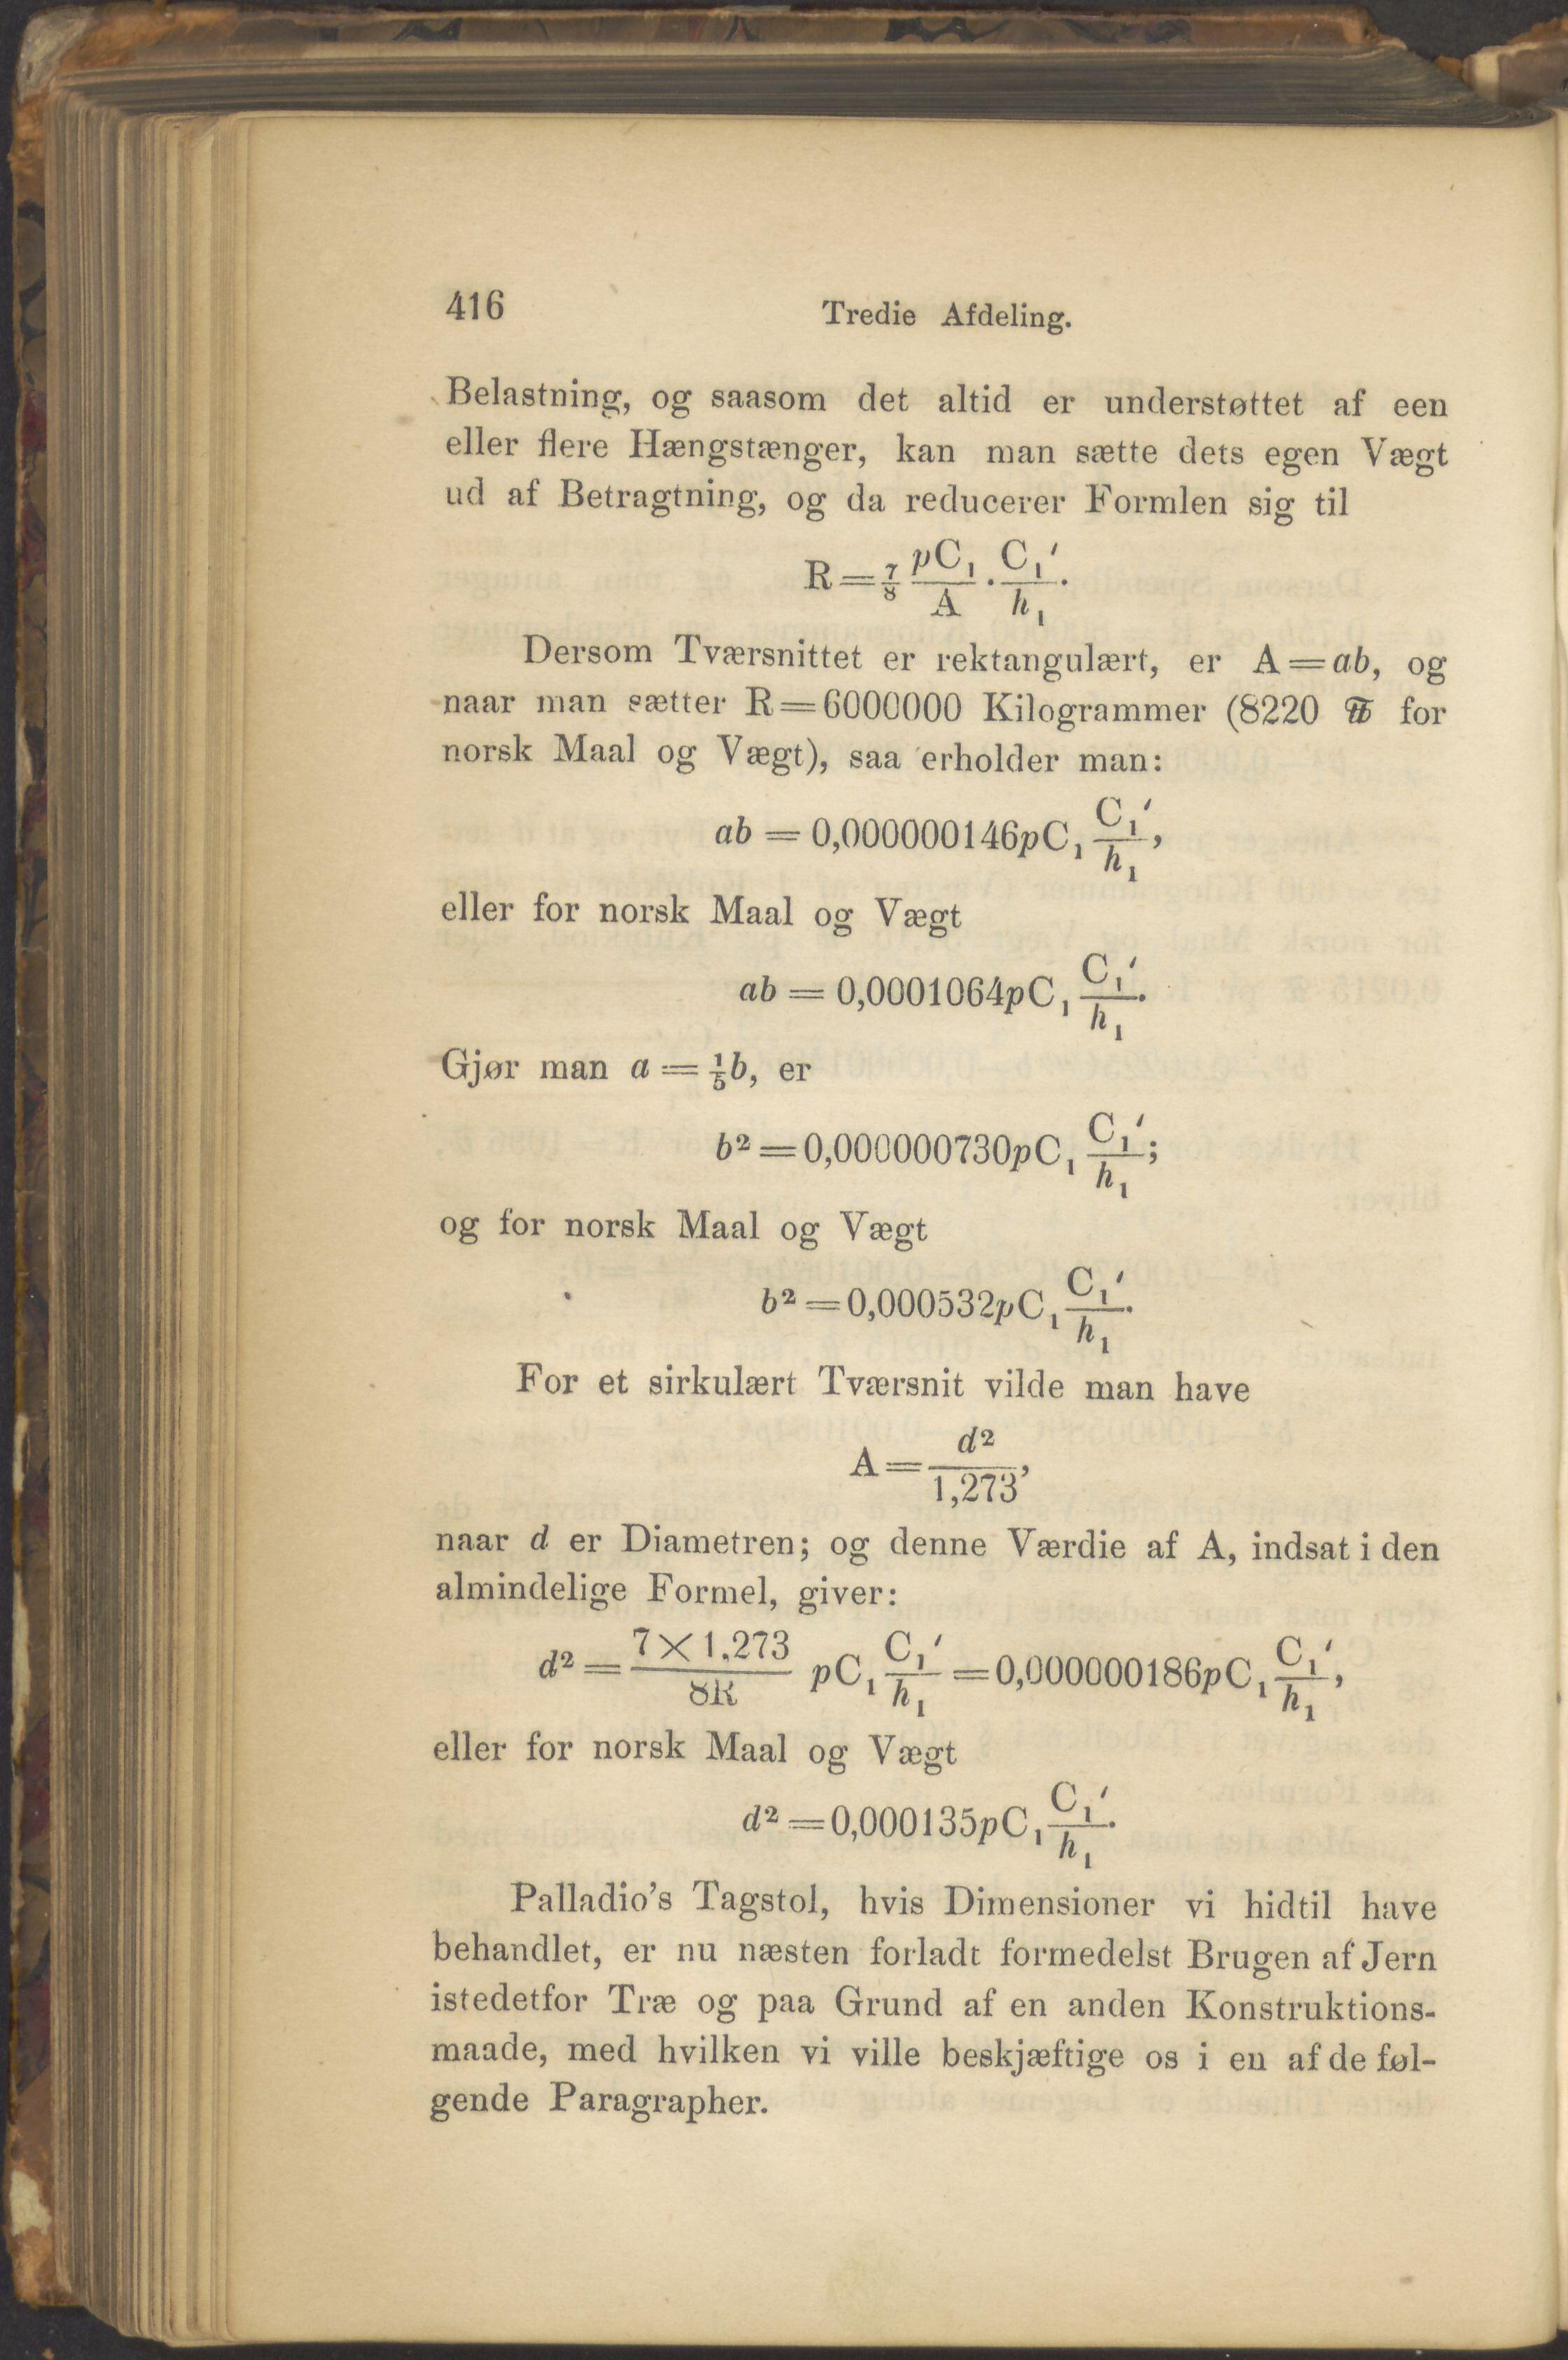 416 Tredie Afdeling.
Belastning, og saasom det altid er understøttet af een
eller flere Hængstænger, kan man sætte dets egen Vægt
ud af Betragtning, og da reducerer Formlen sig til
R = 7/8 pC₁/A · C₁′/h₁.
Dersom Tværsnittet er rektangulært, er A = ab, og
naar man sætter R = 6000000 Kilogrammer (8220 ℔ for
norsk Maal og Vægt), saa erholder man:
ab = 0,000000146pC₁ C₁′/h₁,
eller for norsk Maal og Vægt
ab = 0,0001064pC₁ C₁′/h₁.
Gjør man a = 1/5 b, er
b² = 0,000000730pC₁ C₁′/h₁;
og for norsk Maal og Vægt
b² = 0,000532pC₁ C₁′/h₁.
For et sirkulært Tværsnit vilde man have
A = d²/1,273,
naar d er Diametren; og denne Værdie af A, indsat i den
almindelige Formel, giver:
d² = 7 × 1,273/8R pC₁ C₁′/h₁ = 0,000000186pC₁ C₁′/h₁,
eller for norsk Maal og Vægt
d² = 0,000135pC₁ C₁′/h₁.
Palladio's Tagstol, hvis Dimensioner vi hidtil have
behandlet, er nu næsten forladt formedelst Brugen af Jern
istedetfor Træ og paa Grund af en anden Konstruktions-
maade, med hvilken vi ville beskjæftige os i en af de føl-
gende Paragrapher.